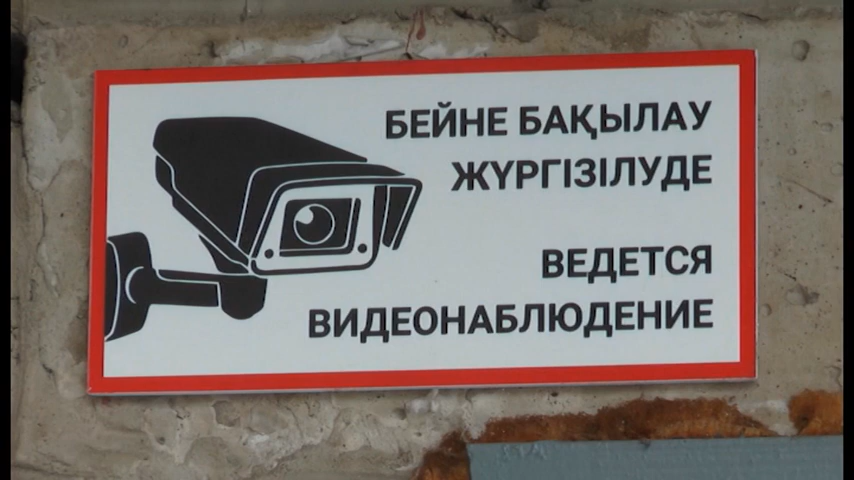 БЕЙНЕ БАҚЫЛАУ
ЖҮРГІЗІЛУДЕ
ВЕДЕТСЯ
ВИДЕОНАБЛЮДЕНИЕ